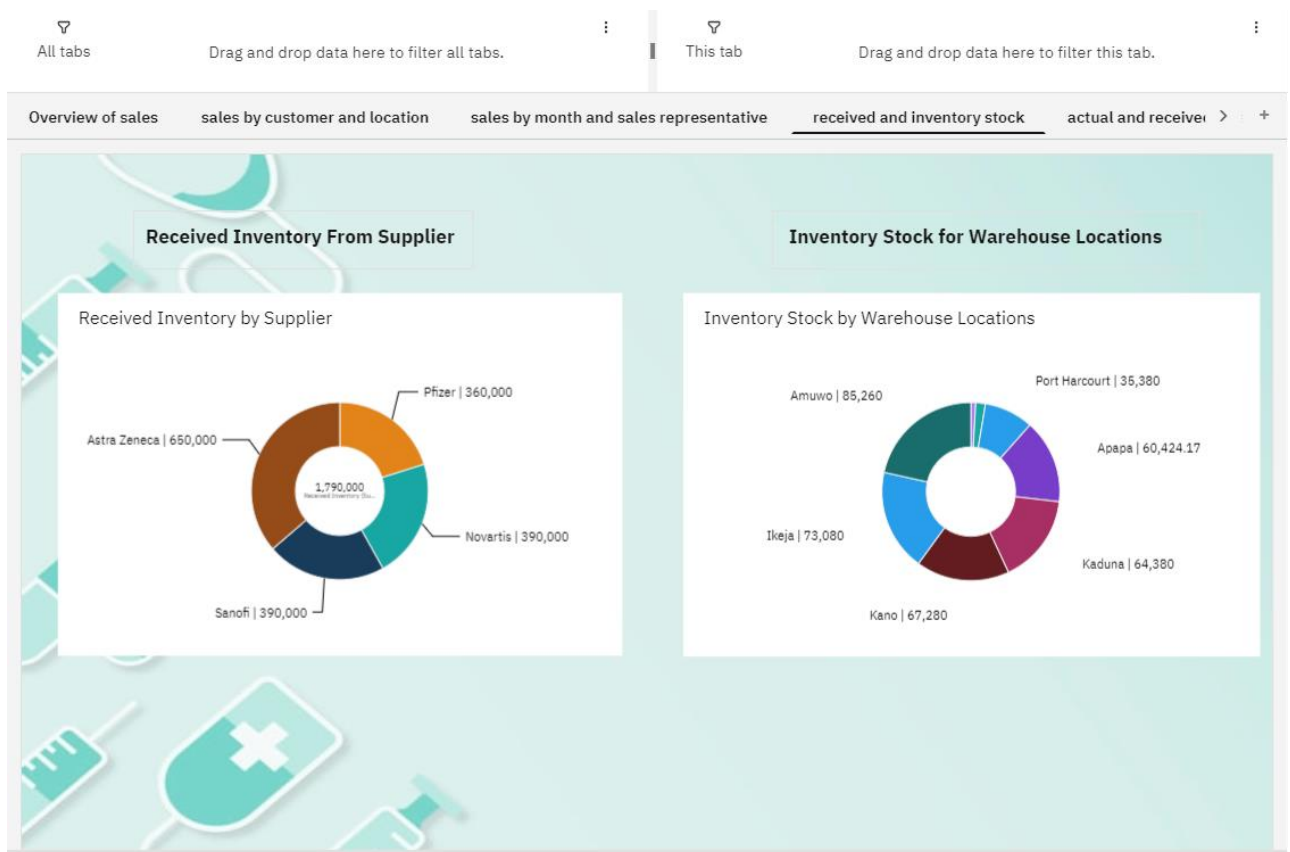 All tabs
Drag and drop data here to filter all tabs.
This tab
Drag and drop data here to filter this tab.
Overview of sales
sales by customer and location
sales by month and sales representative
received and inventory stock
actual and receive
Received Inventory From Supplier
Inventory Stock for Warehouse Locations
Received Inventory by Supplier
Pfizer | 360,000
Astra Zeneca | 650,000
1,790,000
Received Inventory (Su...
Novartis | 390,000
Sanofi | 390,000
Inventory Stock by Warehouse Locations
Port Harcourt | 35,380
Amuwo | 85,260
Apapa | 60,424.17
Ikeja | 73,080
Kaduna | 64,380
Kano | 67,280